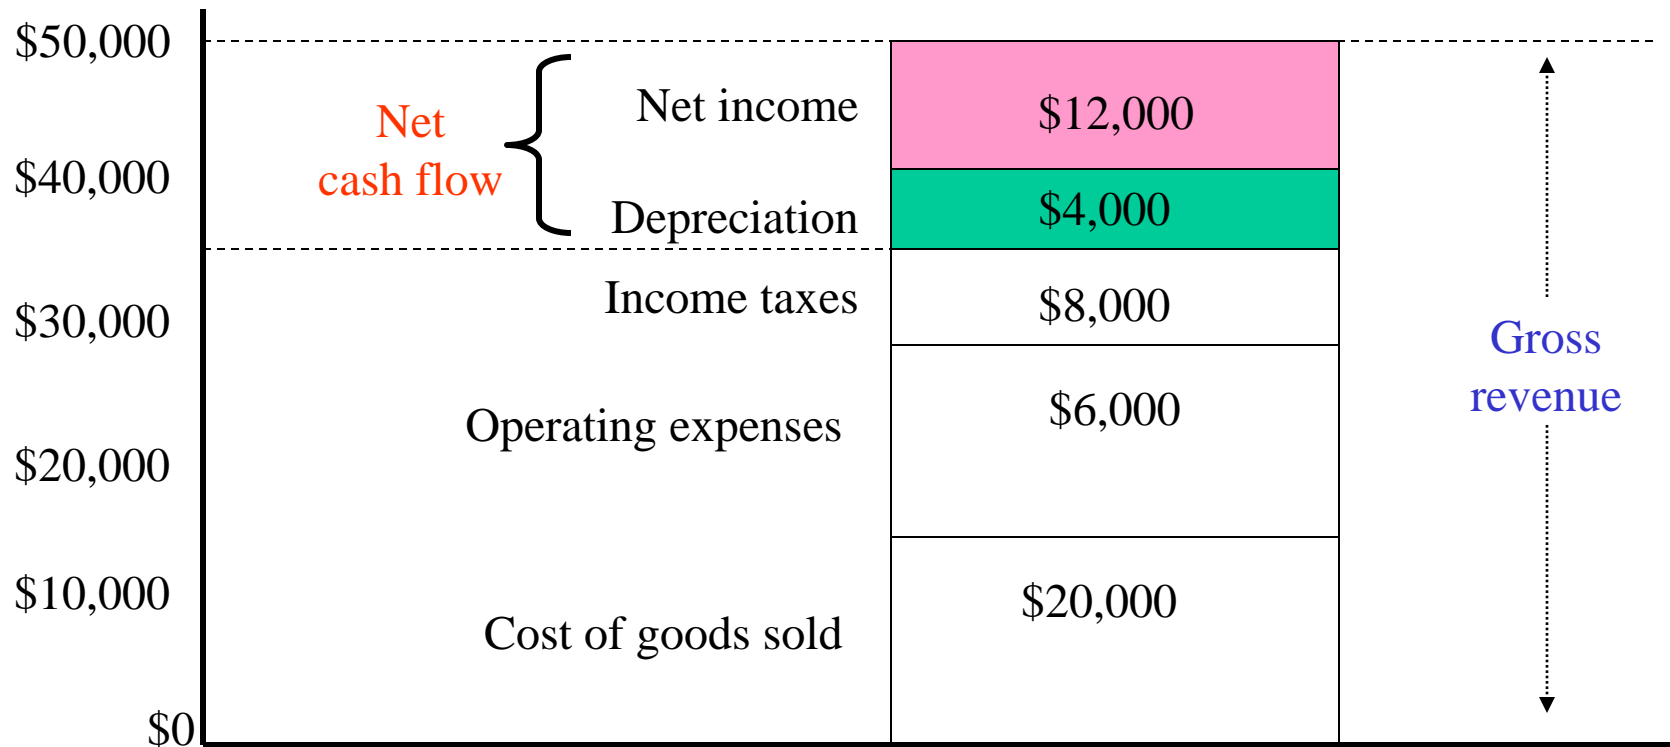 $50,000
Net income
$12,000
Net
cash flow
$40,000
Depreciation
$4,000
Income taxes
$8,000
$30,000
Gross
revenue
Operating expenses
$6,000
$20,000
$10,000
$20,000
Cost of goods sold
$0